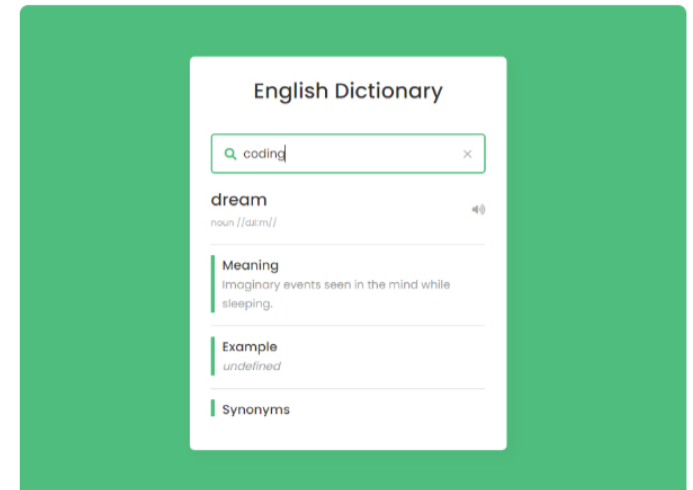 English Dictionary
coding
dream
noun //dɹiːm//
Meaning
Imaginary events seen in the mind while
sleeping.
Example
undefined
Synonyms